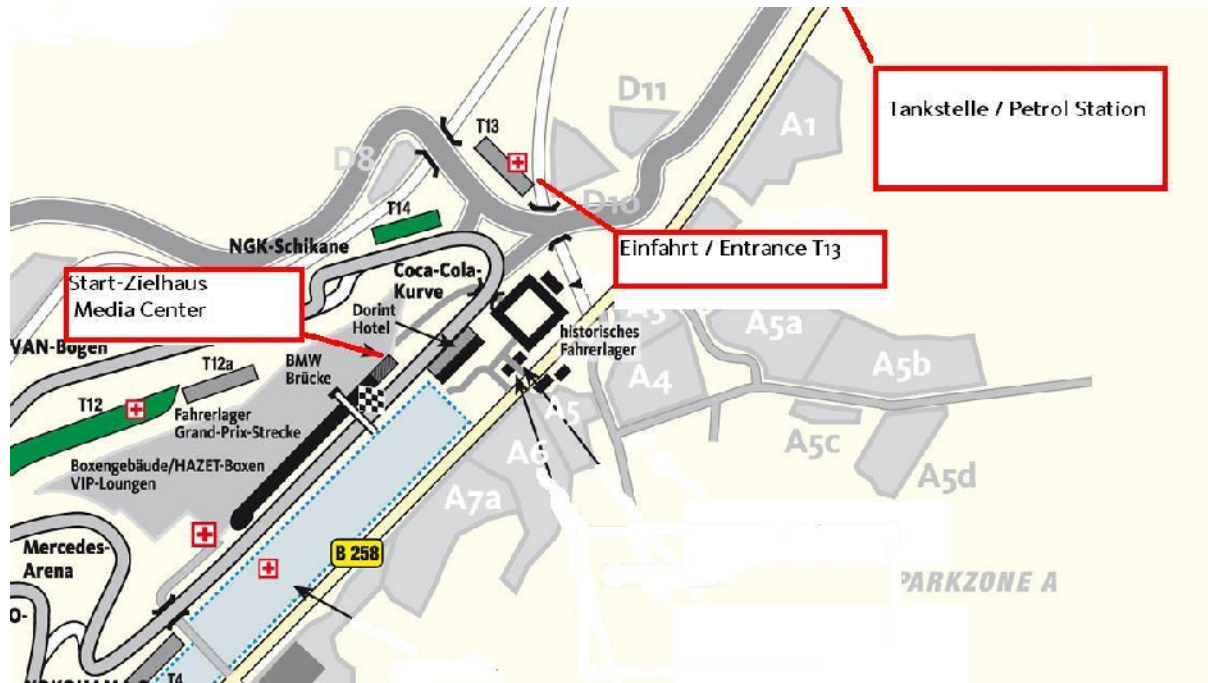 Tankstelle / Petrol Station
D11
A1
T13
D8
D10
T14
NGK-Schikane
Einfahrt / Entrance T13
Start-Zielhaus
Media Center
Coca-Cola-
Kurve
Dorint
Hotel
historisches
Fahrerlager
A5a
A5b
VAN-Bogen
T12a
BMW
Brücke
A4
T12
Fahrerlager
Grand-Prix-Strecke
A5
A5c
A6
A5d
Boxengebäude/HAZET-Boxen
VIP-Loungen
A7a
Mercedes-
Arena
B 258
PARKZONE A
O-
T4